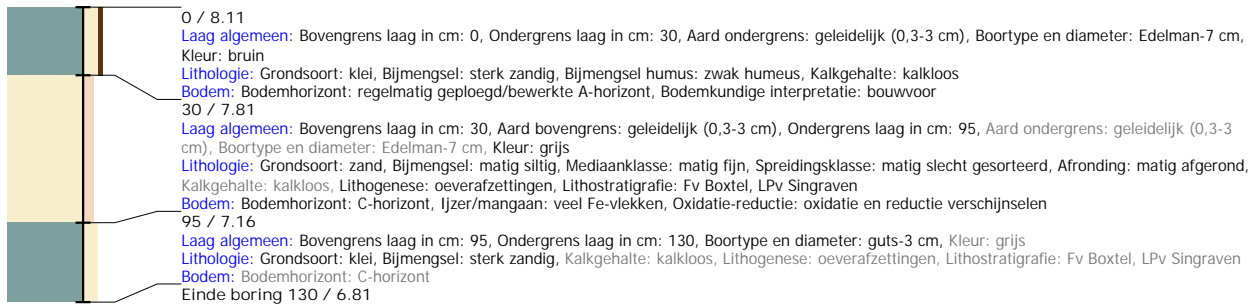 0 / 8.11
Laag algemeen: Bovengrens laag in cm: 0, Ondergrens laag in cm: 30, Aard ondergrens: geleidelijk (0,3-3 cm), Boortype en diameter: Edelman-7 cm,
Kleur: bruin
Lithologie: Grondsoort: klei, Bijmengsel: sterk zandig, Bijmengsel humus: zwak humeus, Kalkgehalte: kalkloos
Bodem: Bodemhorizont: regelmatig geploegd/bewerkte A-horizont, Bodemkundige interpretatie: bouwvoor
30 / 7.81
Laag algemeen: Bovengrens laag in cm: 30, Aard bovengrens: geleidelijk (0,3-3 cm), Ondergrens laag in cm: 95, Aard ondergrens: geleidelijk (0,3-3
cm), Boortype en diameter: Edelman-7 cm, Kleur: grijs
Lithologie: Grondsoort: zand, Bijmengsel: matig siltig, Mediaanklasse: matig fijn, Spreidingsklasse: matig slecht gesorteerd, Afronding: matig afgerond,
Kalkgehalte: kalkloos, Lithogenese: oeverafzettingen, Lithostratigrafie: Fv Boxtel, LPv Singraven
Bodem: Bodemhorizont: C-horizont, Ijzer/mangaan: veel Fe-vlekken, Oxidatie-reductie: oxidatie en reductie verschijnselen
95 / 7.16
Laag algemeen: Bovengrens laag in cm: 95, Ondergrens laag in cm: 130, Boortype en diameter: guts-3 cm, Kleur: grijs
Lithologie: Grondsoort: klei, Bijmengsel: sterk zandig, Kalkgehalte: kalkloos, Lithogenese: oeverafzettingen, Lithostratigrafie: Fv Boxtel, LPv Singraven
Bodem: Bodemhorizont: C-horizont
Einde boring 130 / 6.81